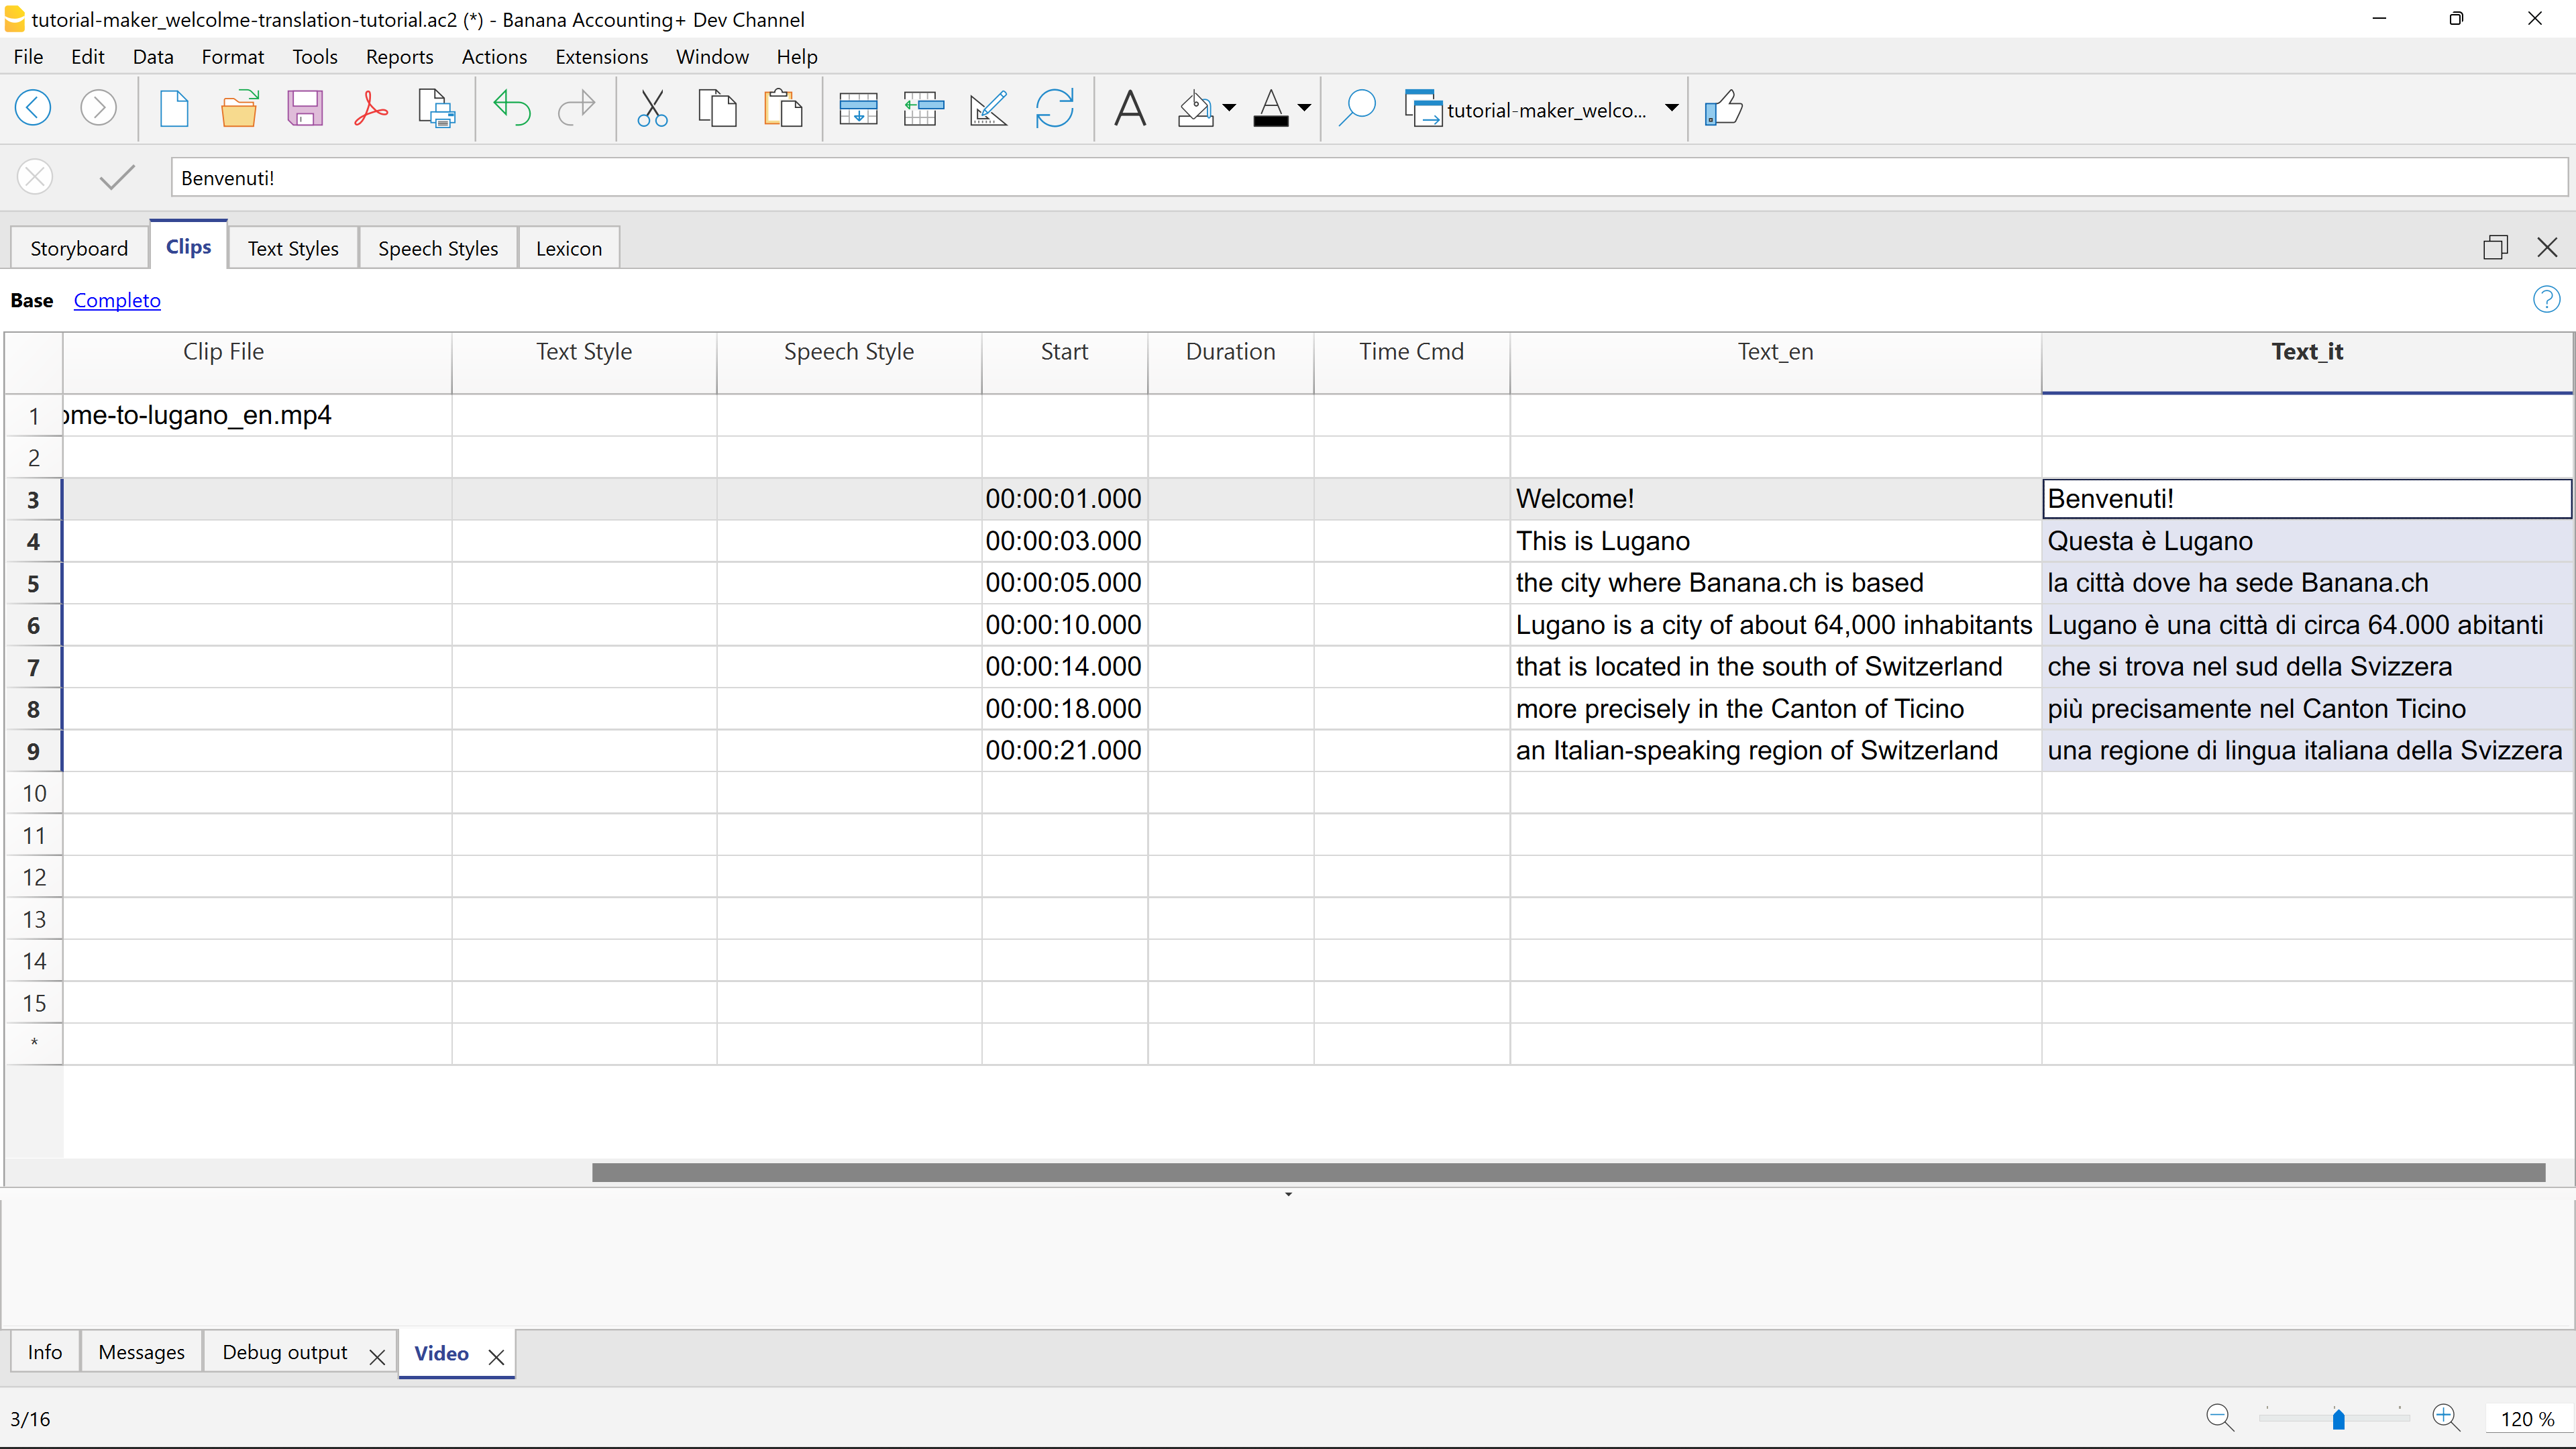 tutorial-maker_welcolme-translation-tutorial.ac2 (*) - Banana Accounting+ Dev Channel
File Edit Data Format Tools Reports Actions Extensions Window Help
tutorial-maker_welco...
Benvenuti!
Storyboard Clips Text Styles Speech Styles Lexicon
Base Completo
Clip File Text Style Speech Style Start Duration Time Cmd Text_en Text_it
1 ome-to-lugano_en.mp4
2
3 00:00:01.000 Welcome! Benvenuti!
4 00:00:03.000 This is Lugano Questa è Lugano
5 00:00:05.000 the city where Banana.ch is based la città dove ha sede Banana.ch
6 00:00:10.000 Lugano is a city of about 64,000 inhabitants Lugano è una città di circa 64.000 abitanti
7 00:00:14.000 that is located in the south of Switzerland che si trova nel sud della Svizzera
8 00:00:18.000 more precisely in the Canton of Ticino più precisamente nel Canton Ticino
9 00:00:21.000 an Italian-speaking region of Switzerland una regione di lingua italiana della Svizzera
10
11
12
13
14
15
*
Info Messages Debug output Video
3/16 120 %